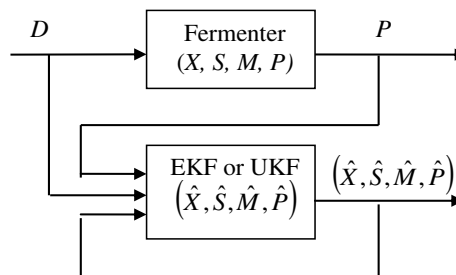 D
Fermenter
P
(X, S, M, P)
EKF or UKF
(X̂, Ŝ, M̂, P̂)
(X̂, Ŝ, M̂, P̂)